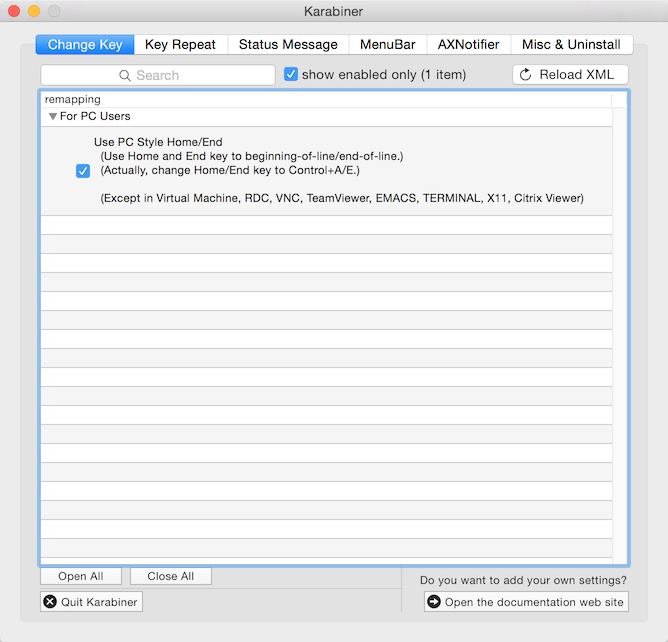 Karabiner
Change Key Key Repeat Status Message MenuBar AXNotifier Misc & Uninstall
Search show enabled only (1 item) Reload XML
remapping
For PC Users
Use PC Style Home/End
(Use Home and End key to beginning-of-line/end-of-line.)
(Actually, change Home/End key to Control+A/E.)
(Except in Virtual Machine, RDC, VNC, TeamViewer, EMACS, TERMINAL, X11, Citrix Viewer)
Open All Close All
Do you want to add your own settings?
Quit Karabiner Open the documentation web site